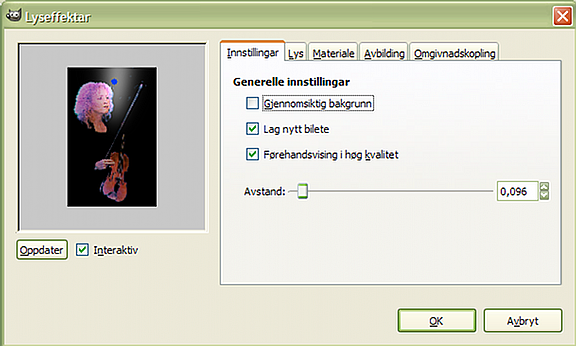 Lyseffektar
Innstillingar Lys Materiale Avbilding Omgivnadskopling
Generelle innstillingar
Gjennomsiktig bakgrunn
Lag nytt bilete
Førehandsvising i høg kvalitet
Avstand: 0,096
Oppdater Interaktiv
OK Avbryt